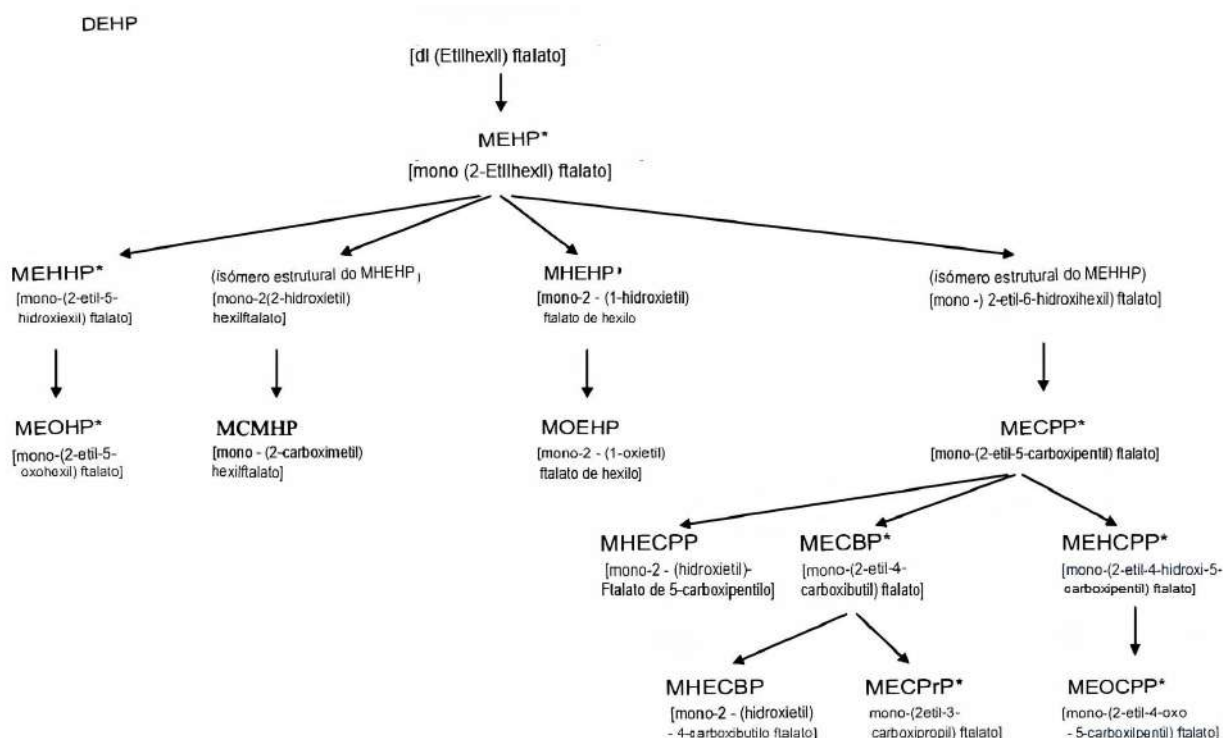 DEHP
[dl (Etilhexll) ftalato]
MEHP*
[mono (2-Etllhexll) ftalato]
MEHHP*
[mono-(2-etil-5-
hidroxiexil) ftalato]
(isómero estrutural do MHEHP)
[mono-2(2-hidroxietil)
hexilftalato]
MHEHP*
[mono-2 - (1-hidroxietil)
ftalato de hexilo
(isómero estrutural do MEHHP)
[mono -) 2-etil-6-hidroxihexil) ftalato]
MEOHP*
[mono-(2-etil-5-
oxohexil) ftalato]
MCMHP
[mono - (2-carboximetil)
hexilftalato]
MOEHP
[mono-2 - (1-oxietil)
ftalato de hexilo]
MECPP*
[mono-(2-etil-5-carboxipentil) ftalato]
MHECPP
[mono-2 - (hidroxietil)-
Ftalato de 5-carboxipentilo]
MECBP*
[mono-(2-etil-4-
carboxibutil) ftalato]
MEHCPP*
[mono-(2-etil-4-hidroxi-5-
carboxipentil) ftalato]
MHECBP
[mono-2 - (hidroxietil)
- 4-carboxibutilo ftalato]
MECPrP*
mono-(2etil-3-
carboxipropil) ftalato]
MEOCPP*
[mono-(2-etil-4-oxo
- 5-carboxilpentil) ftalato]